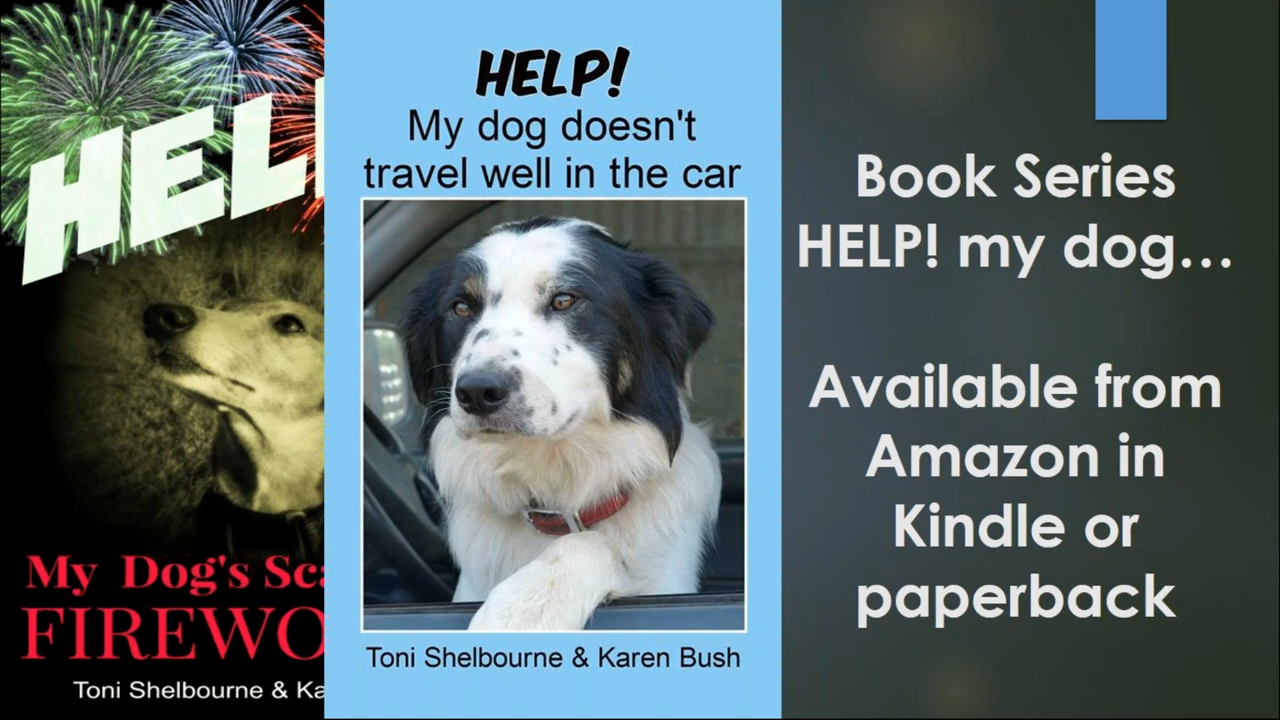 HEL
My Dog's Sc
FIREWO
Toni Shelbourne & Ka
HELP!
My dog doesn't
travel well in the car
Toni Shelbourne & Karen Bush
Book Series
HELP! my dog...
Available from
Amazon in
Kindle or
paperback